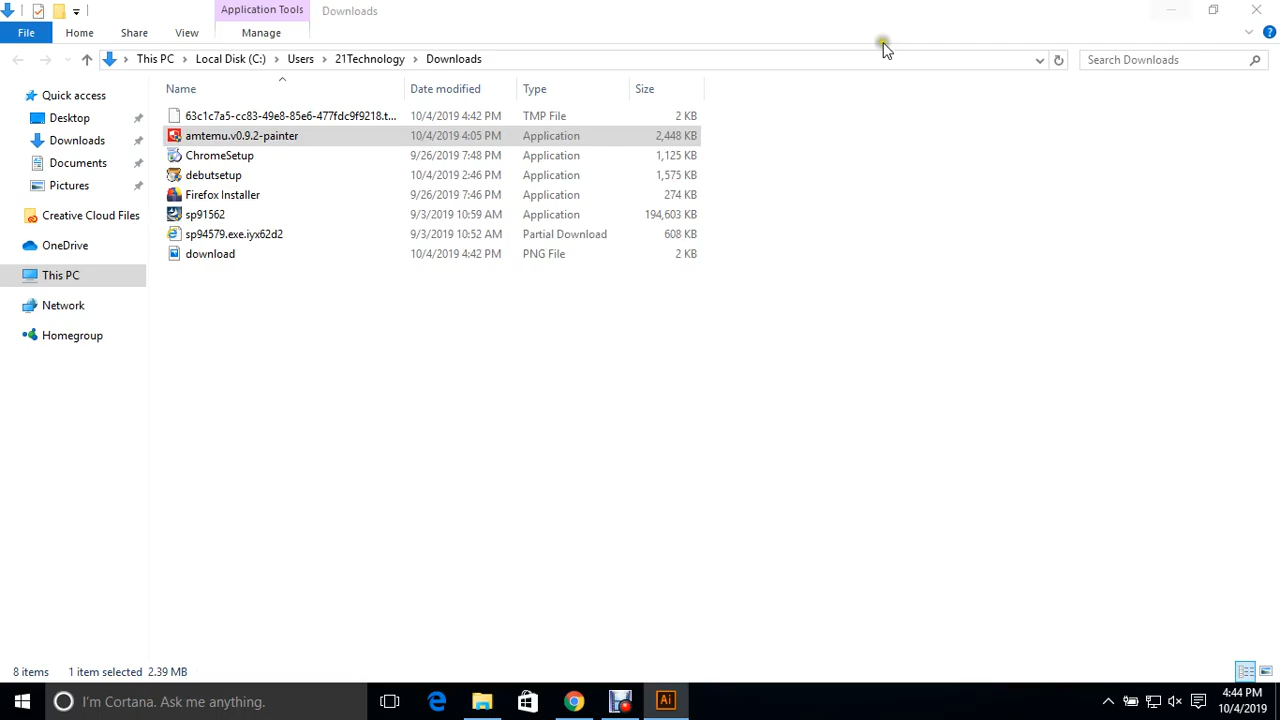 Application Tools
Downloads
File
Home
Share
View
Manage
This PC
Local Disk (C:)
Users
21Technology
Downloads
Search Downloads
Name
Date modified
Type
Size
Quick access
Desktop
Downloads
Documents
Pictures
Creative Cloud Files
OneDrive
This PC
Network
Homegroup
63c1c7a5-cc83-49e8-85e6-477fdc9f9218.t... 10/4/2019 4:42 PM TMP File 2 KB
amtemu.v0.9.2-painter 10/4/2019 4:05 PM Application 2,448 KB
ChromeSetup 9/26/2019 7:48 PM Application 1,125 KB
debutsetup 10/4/2019 2:46 PM Application 1,575 KB
Firefox Installer 9/26/2019 7:46 PM Application 274 KB
sp91562 9/3/2019 10:59 AM Application 194,603 KB
sp94579.exe.iyx62d2 9/3/2019 10:52 AM Partial Download 608 KB
download 10/4/2019 4:42 PM PNG File 2 KB
8 items 1 item selected 2.39 MB
I'm Cortana. Ask me anything.
Ai
4:44 PM
10/4/2019